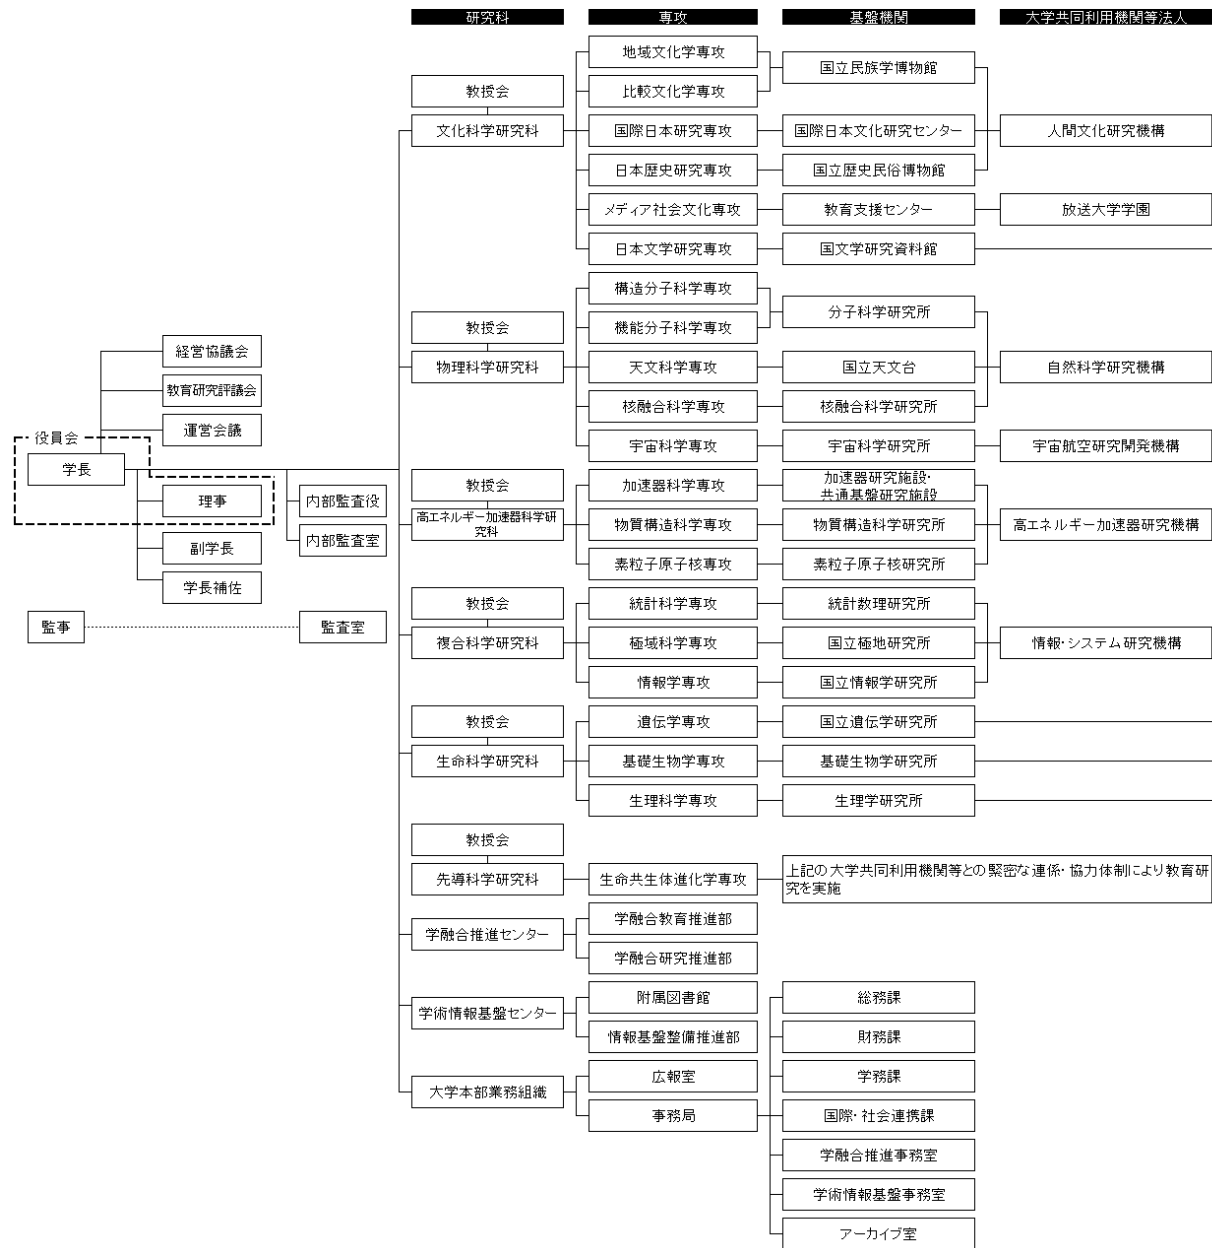 研究科
専攻
基盤機関
大学共同利用機関等法人
地域文化学専攻
国立民族学博物館
教授会
比較文化学専攻
文化科学研究科
国際日本研究専攻
国際日本文化研究センター
人間文化研究機構
日本歴史研究専攻
国立歴史民俗博物館
メディア社会文化専攻
教育支援センター
放送大学学園
日本文学研究専攻
国文学研究資料館
構造分子科学専攻
分子科学研究所
教授会
機能分子科学専攻
経営協議会
物理科学研究科
天文科学専攻
国立天文台
自然科学研究機構
教育研究評議会
核融合科学専攻
核融合科学研究所
運営会議
役員会
宇宙科学専攻
宇宙科学研究所
宇宙航空研究開発機構
学長
教授会
加速器科学専攻
加速器研究施設・
共通基盤研究施設
理事
内部監査役
高エネルギー加速器科学研
究科
物質構造科学専攻
物質構造科学研究所
高エネルギー加速器研究機構
副学長
内部監査室
素粒子原子核専攻
素粒子原子核研究所
学長補佐
教授会
統計科学専攻
統計数理研究所
監事
監査室
複合科学研究科
極域科学専攻
国立極地研究所
情報・システム研究機構
情報学専攻
国立情報学研究所
教授会
遺伝学専攻
国立遺伝学研究所
生命科学研究科
基礎生物学専攻
基礎生物学研究所
生理科学専攻
生理学研究所
教授会
先導科学研究科
生命共生体進化学専攻
上記の大学共同利用機関等との緊密な連係・協力体制により教育研
究を実施
学融合推進センター
学融合教育推進部
学融合研究推進部
学術情報基盤センター
附属図書館
総務課
情報基盤整備推進部
財務課
大学本部業務組織
広報室
学務課
事務局
国際・社会連携課
学融合推進事務室
学術情報基盤事務室
アーカイブ室